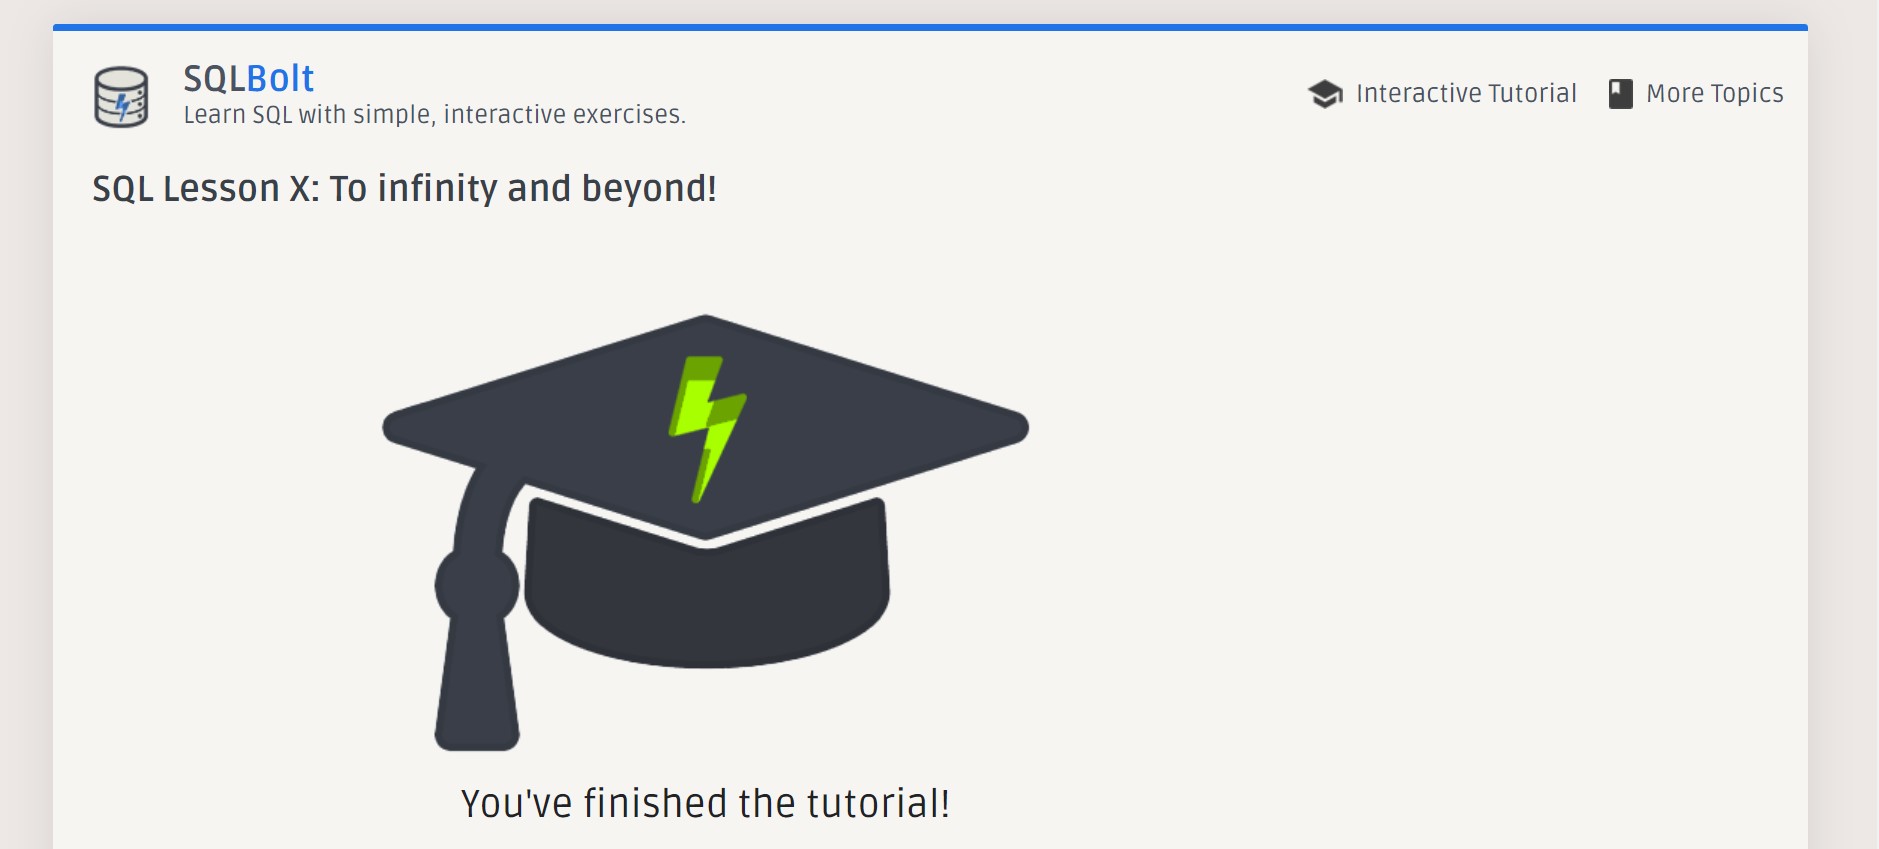 SQLBolt
Learn SQL with simple, interactive exercises.
Interactive Tutorial
More Topics
SQL Lesson X: To infinity and beyond!
You've finished the tutorial!